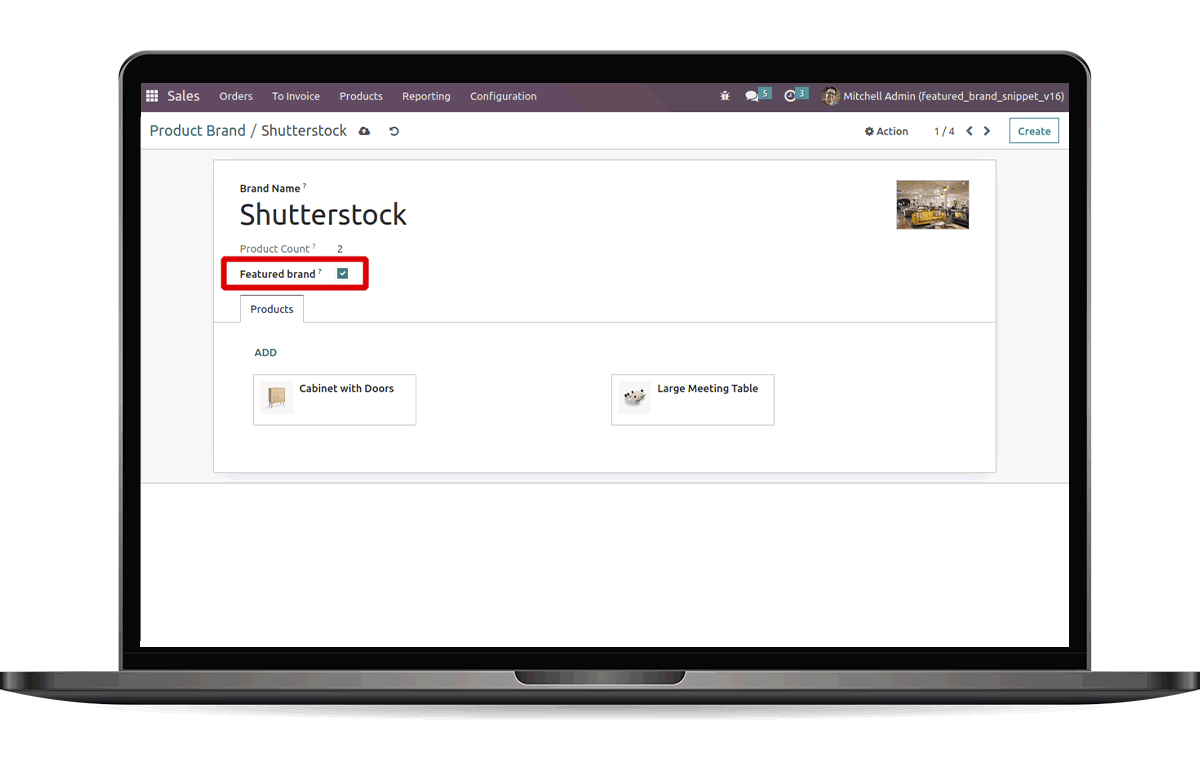 Sales Orders To Invoice Products Reporting Configuration 5 3 Mitchell Admin (featured_brand_snippet_v16)
Product Brand / Shutterstock Action 1 / 4 Create
Brand Name ?
Shutterstock
Product Count ? 2
Featured brand ?
Products
ADD
Cabinet with Doors Large Meeting Table